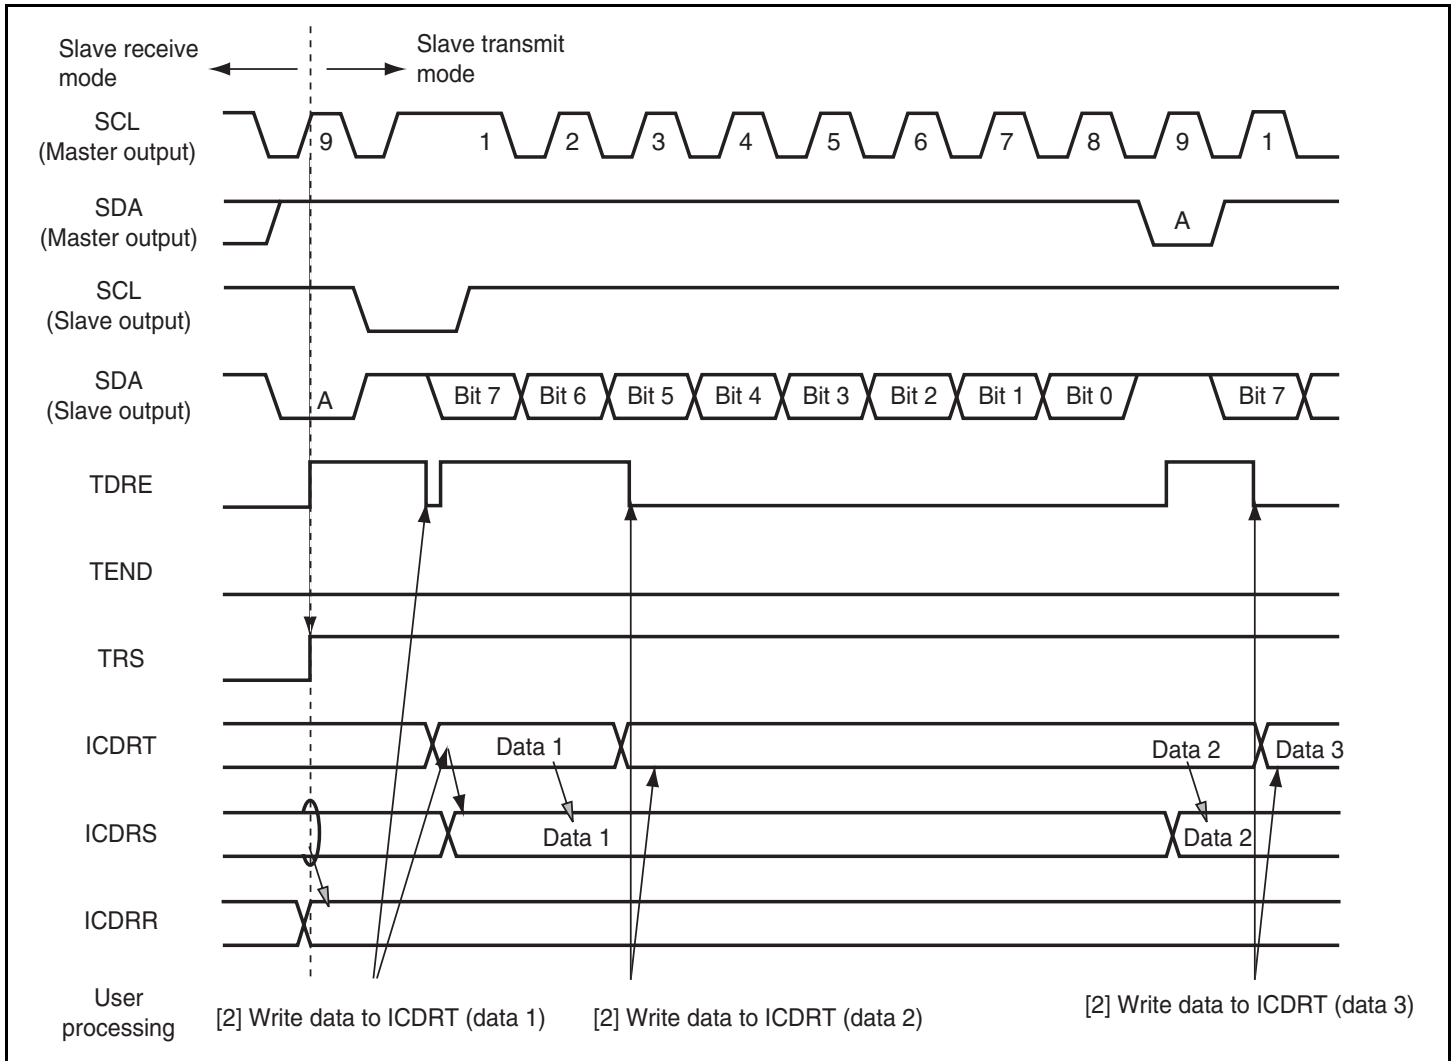 Slave receive
mode
Slave transmit
mode
SCL
(Master output)
9 1 2 3 4 5 6 7 8 9 1
SDA
(Master output)
A
SCL
(Slave output)
SDA
(Slave output)
A Bit 7 Bit 6 Bit 5 Bit 4 Bit 3 Bit 2 Bit 1 Bit 0 Bit 7
TDRE
TEND
TRS
ICDRT
Data 1 Data 2 Data 3
ICDRS
Data 1 Data 2
ICDRR
User
processing
[2] Write data to ICDRT (data 1)
[2] Write data to ICDRT (data 2)
[2] Write data to ICDRT (data 3)